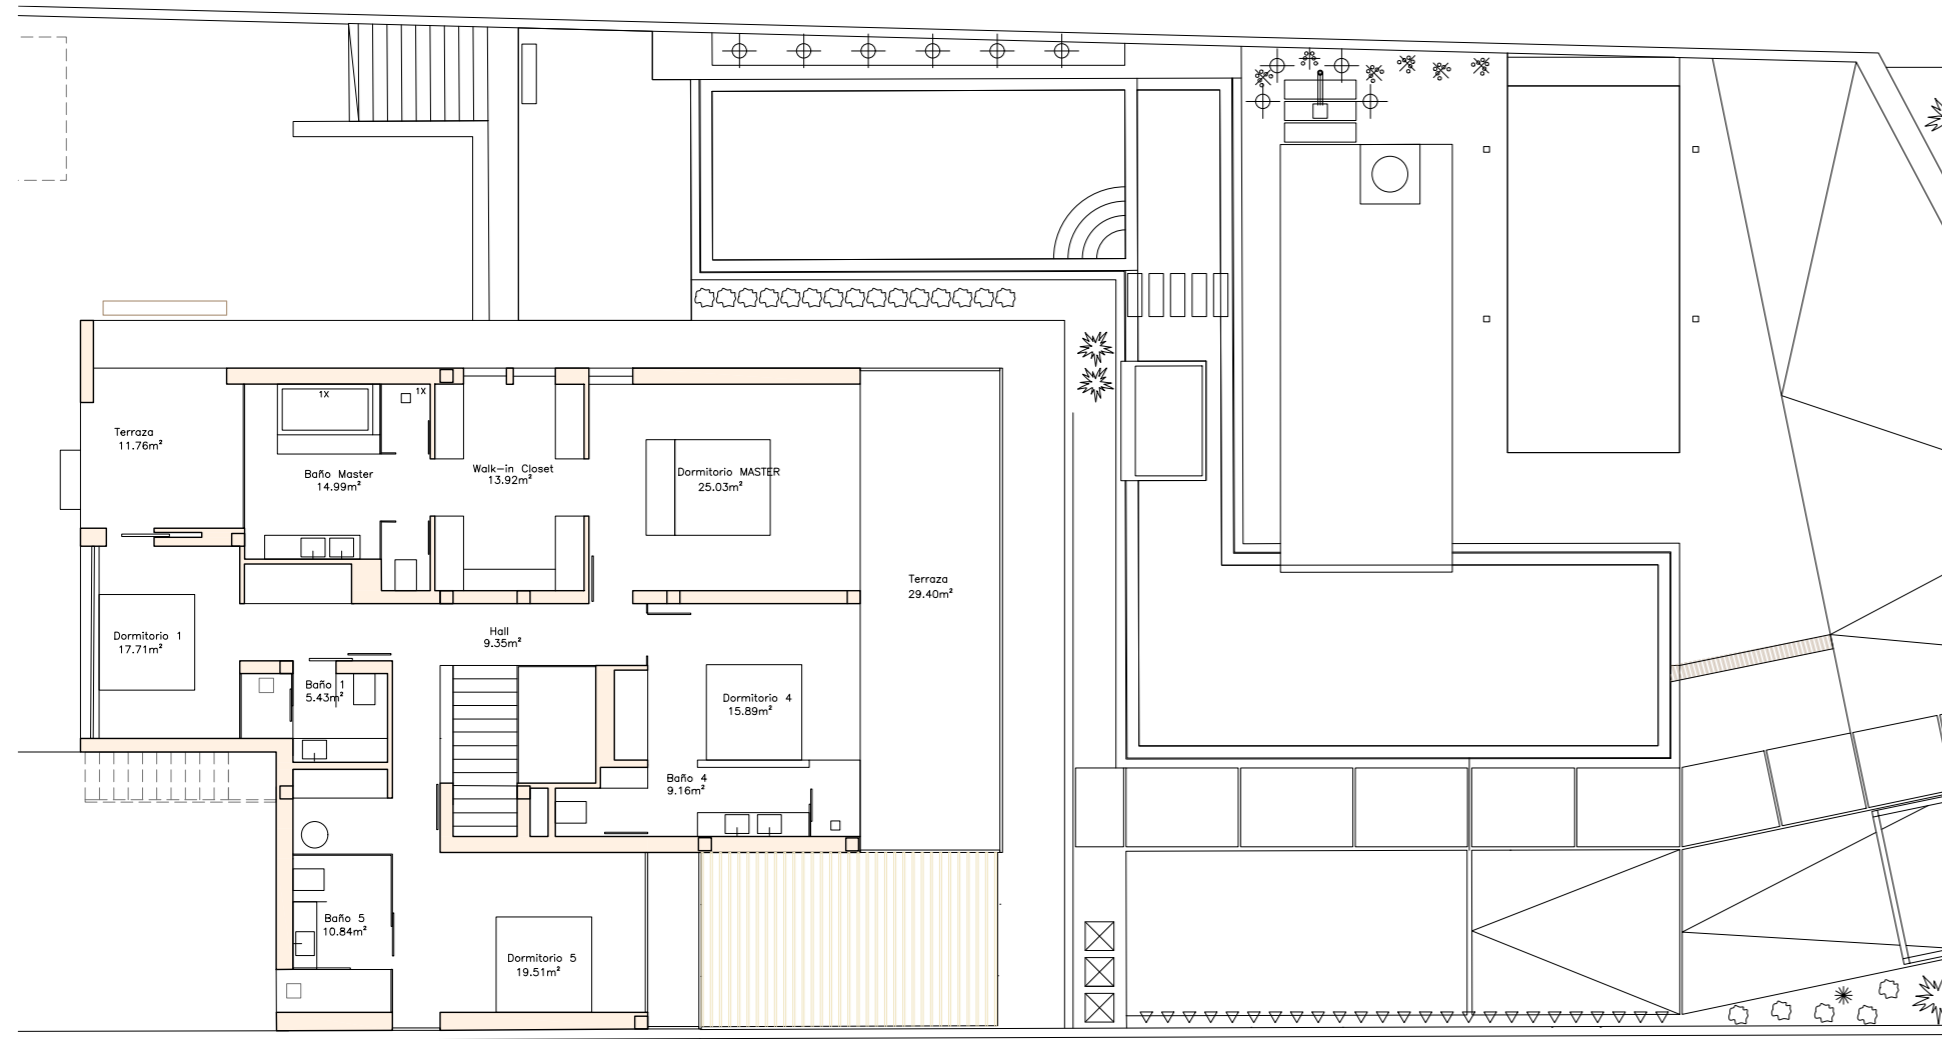 1X
1X
Terraza
11.76m²
Baño Master
14.99m²
Walk-in Closet
13.92m²
Dormitorio MASTER
25.03m²
Terraza
29.40m²
Dormitorio 1
17.71m²
Hall
9.35m²
Baño 1
5.43m²
Dormitorio 4
15.89m²
Baño 4
9.16m²
Baño 5
10.84m²
Dormitorio 5
19.51m²